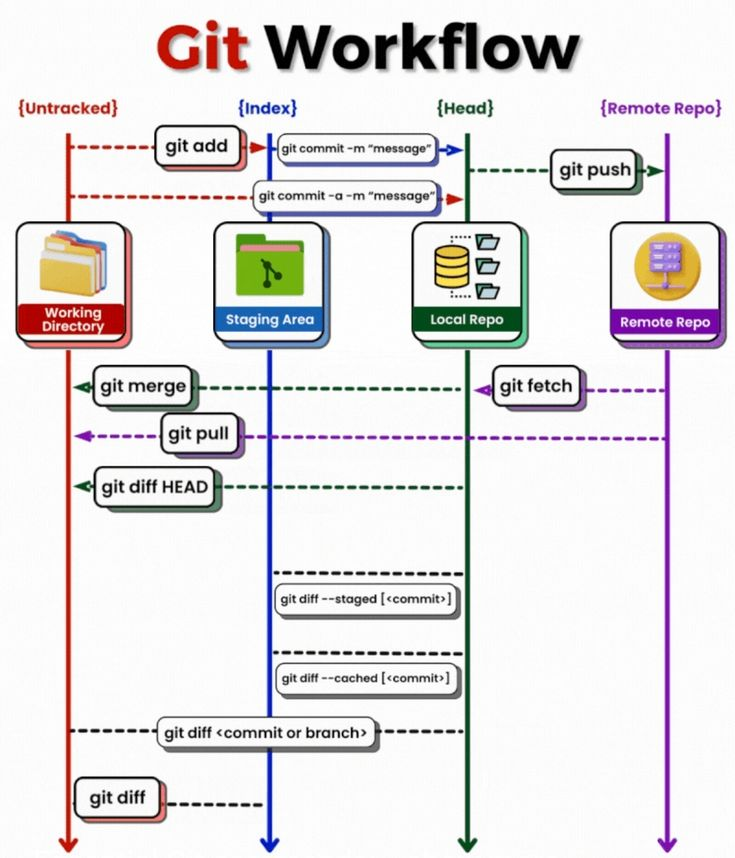 Git Workflow
{Untracked} {Index} {Head} {Remote Repo}
git add
git commit -m “message”
git push
git commit -a -m “message”
Working
Directory
Staging Area
Local Repo
Remote Repo
git merge
git fetch
git pull
git diff HEAD
git diff --staged [<commit>]
git diff --cached [<commit>]
git diff <commit or branch>
git diff